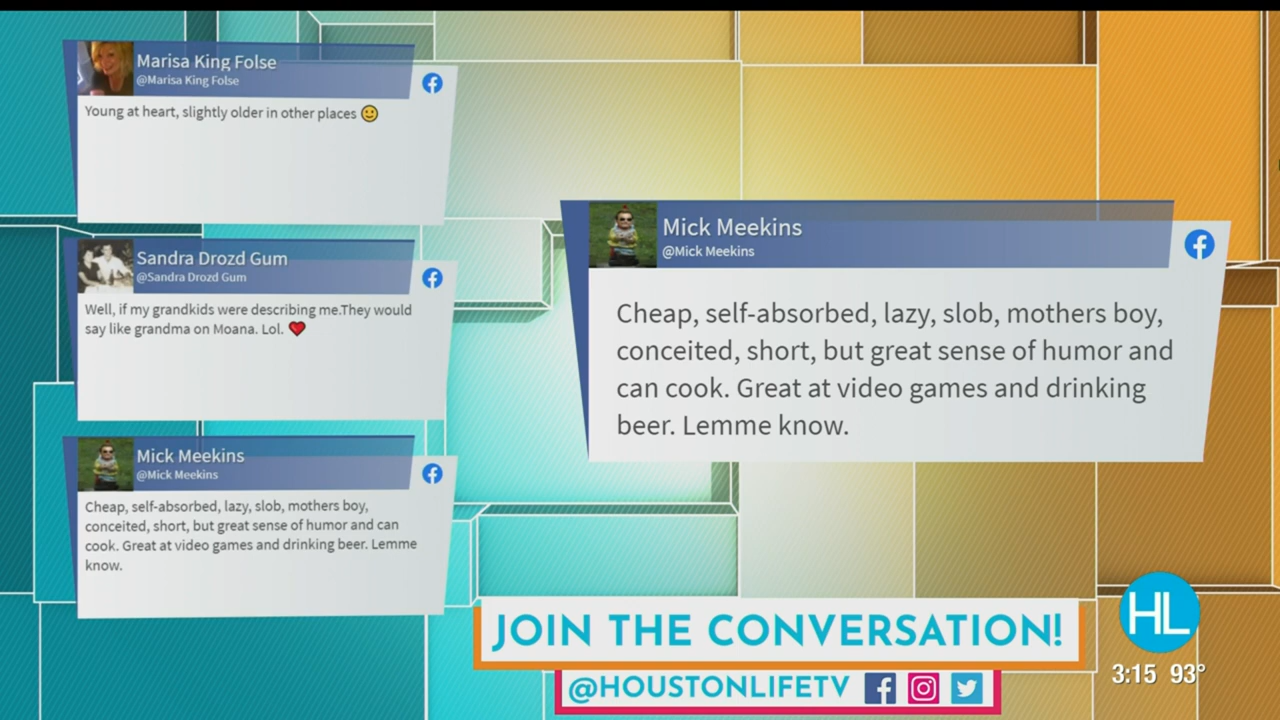 Marisa King Folse
@Marisa King Folse
Young at heart, slightly older in other places
Sandra Drozd Gum
@Sandra Drozd Gum
Well, if my grandkids were describing me.They would
say like grandma on Moana. Lol.
Mick Meekins
@Mick Meekins
Cheap, self-absorbed, lazy, slob, mothers boy,
conceited, short, but great sense of humor and can
cook. Great at video games and drinking beer. Lemme
know.
Mick Meekins
@Mick Meekins
Cheap, self-absorbed, lazy, slob, mothers boy,
conceited, short, but great sense of humor and
can cook. Great at video games and drinking
beer. Lemme know.
JOIN THE CONVERSATION!
@HOUSTONLIFETV
HL
3:15 93°